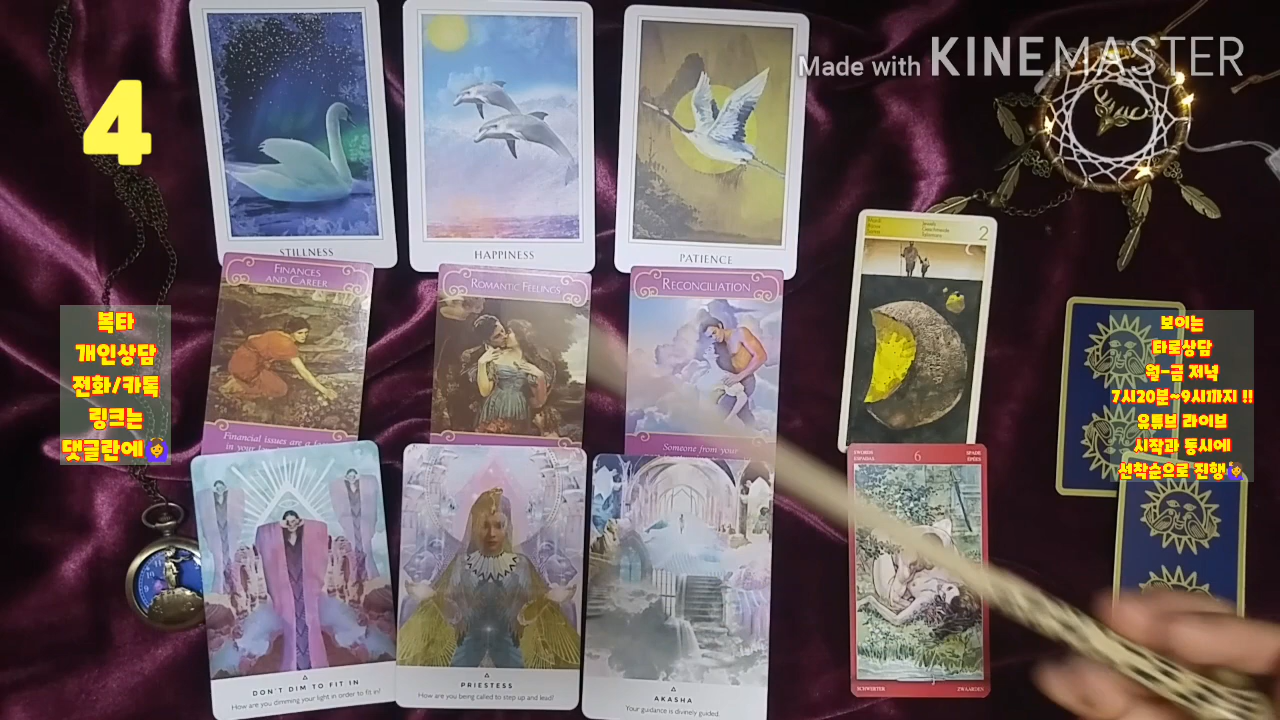 Made with KINEMASTER
4
STILLNESS
HAPPINESS
PATIENCE
2
FINANCES
AND CAREER
ROMANTIC FEELINGS
RECONCILIATION
복타
개인상담
전화/카톡
링크는
댓글란에🙆‍♀️
보이는
타로상담
월-금 저녁
7시20분~9시까지 !!
유튜브 라이브
시작과 동시에
선착순으로 진행🙋‍♀️
Financial issues are a
in your
Someone from your
SWORDS
ESPADAS
6
SPADE
ÉPÉES
DON'T DIM TO FIT IN
How are you dimming your light in order to fit in?
PRIESTESS
How are you being called to step up and lead?
AKASHA
Your guidance is divinely guided.
SCHWERTER
ZWAARDEN